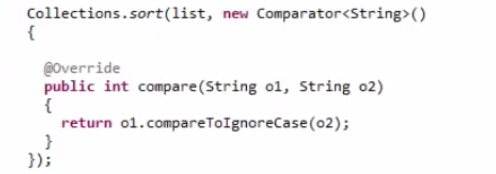 Collections.sort(list, new Comparator<String>()
{
@Override
public int compare(String o1, String o2)
{
return o1.compareToIgnoreCase(o2);
}
});